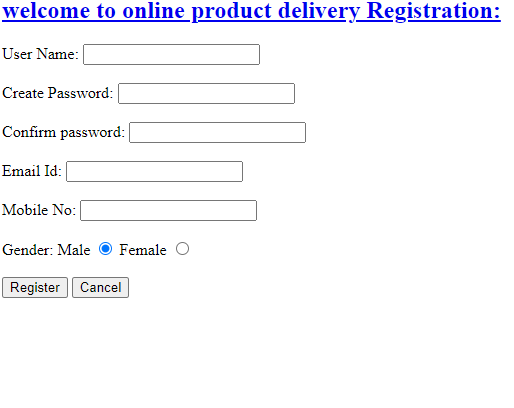 welcome to online product delivery Registration:
User Name:
Create Password:
Confirm password:
Email Id:
Mobile No:
Gender: Male Female
Register Cancel